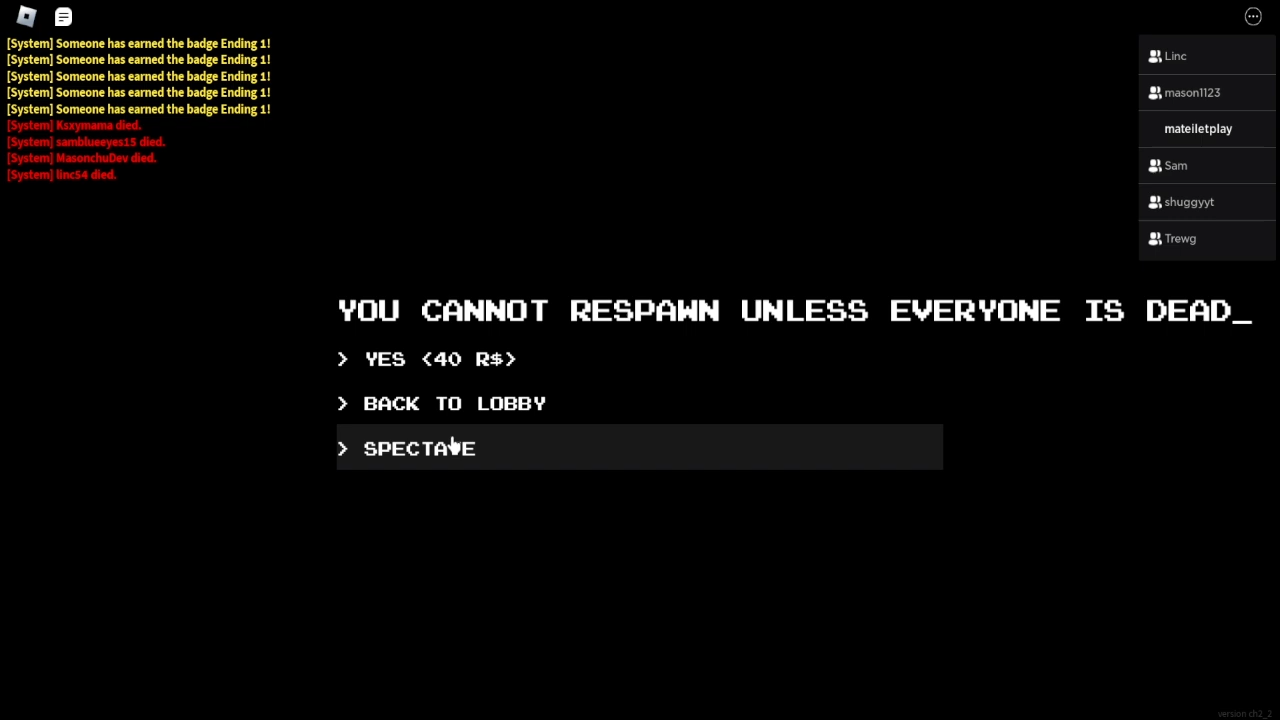 [System] Someone has earned the badge Ending 1!
[System] Someone has earned the badge Ending 1!
[System] Someone has earned the badge Ending 1!
[System] Someone has earned the badge Ending 1!
[System] Someone has earned the badge Ending 1!
[System] Ksxymama died.
[System] samblueeyes15 died.
[System] MasonchuDev died.
[System] linc54 died.
Linc
mason1123
mateiletplay
Sam
shuggyyt
Trewg
YOU CANNOT RESPAWN UNLESS EVERYONE IS DEAD_
> YES <40 R$>
> BACK TO LOBBY
> SPECTATE
version ch2_2